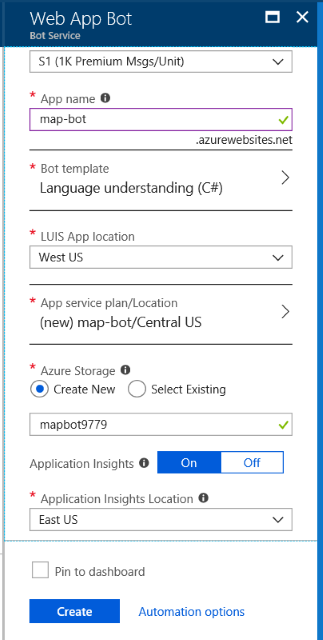 Web App Bot
Bot Service
S1 (1K Premium Msgs/Unit)
* App name
map-bot
.azurewebsites.net
* Bot template
Language understanding (C#)
* LUIS App location
West US
* App service plan/Location
(new) map-bot/Central US
* Azure Storage
Create New Select Existing
mapbot9779
Application Insights On Off
* Application Insights Location
East US
Pin to dashboard
Create Automation options